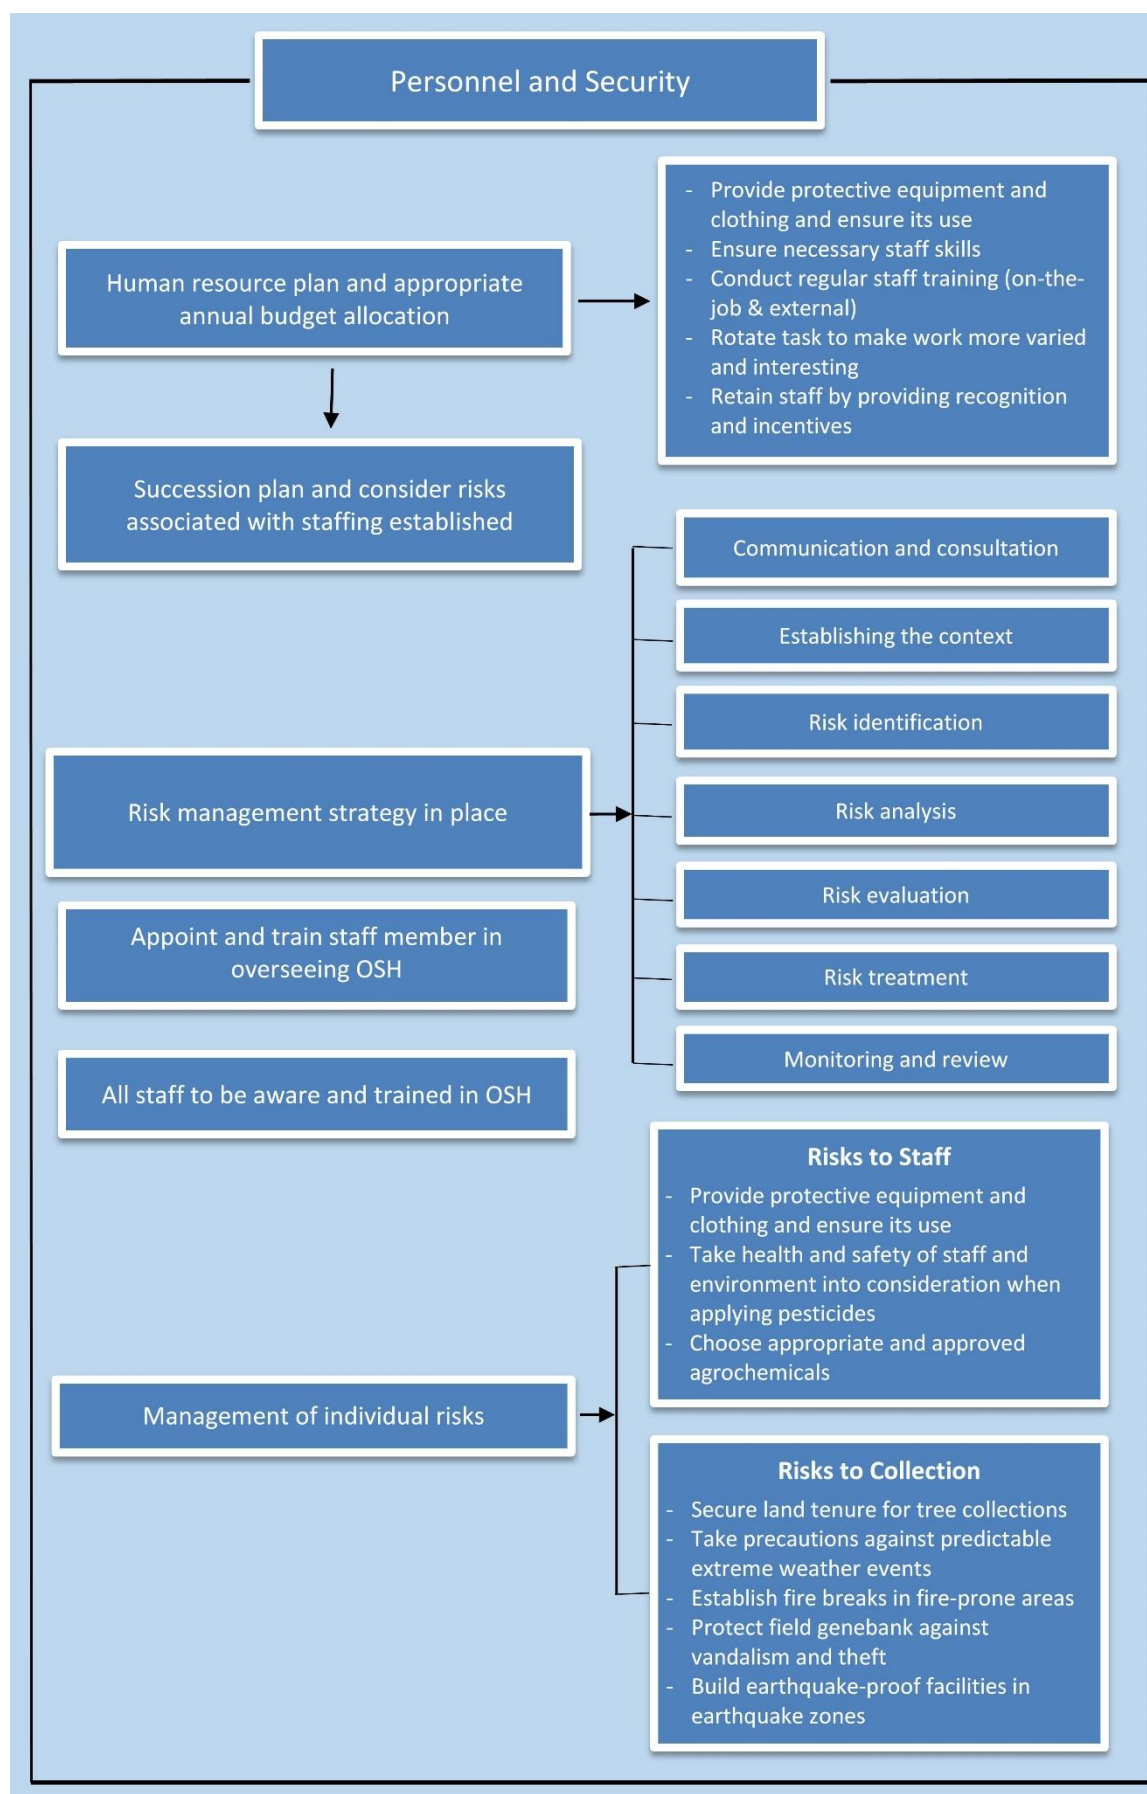 Personnel and Security
- Provide protective equipment and
clothing and ensure its use
- Ensure necessary staff skills
- Conduct regular staff training (on-the-
job & external)
- Rotate task to make work more varied
and interesting
- Retain staff by providing recognition
and incentives
Human resource plan and appropriate
annual budget allocation
Succession plan and consider risks
associated with staffing established
Communication and consultation
Establishing the context
Risk identification
Risk management strategy in place
Risk analysis
Risk evaluation
Risk treatment
Monitoring and review
Appoint and train staff member in
overseeing OSH
All staff to be aware and trained in OSH
Risks to Staff
- Provide protective equipment and
clothing and ensure its use
- Take health and safety of staff and
environment into consideration when
applying pesticides
- Choose appropriate and approved
agrochemicals
Management of individual risks
Risks to Collection
- Secure land tenure for tree collections
- Take precautions against predictable
extreme weather events
- Establish fire breaks in fire-prone areas
- Protect field genebank against
vandalism and theft
- Build earthquake-proof facilities in
earthquake zones